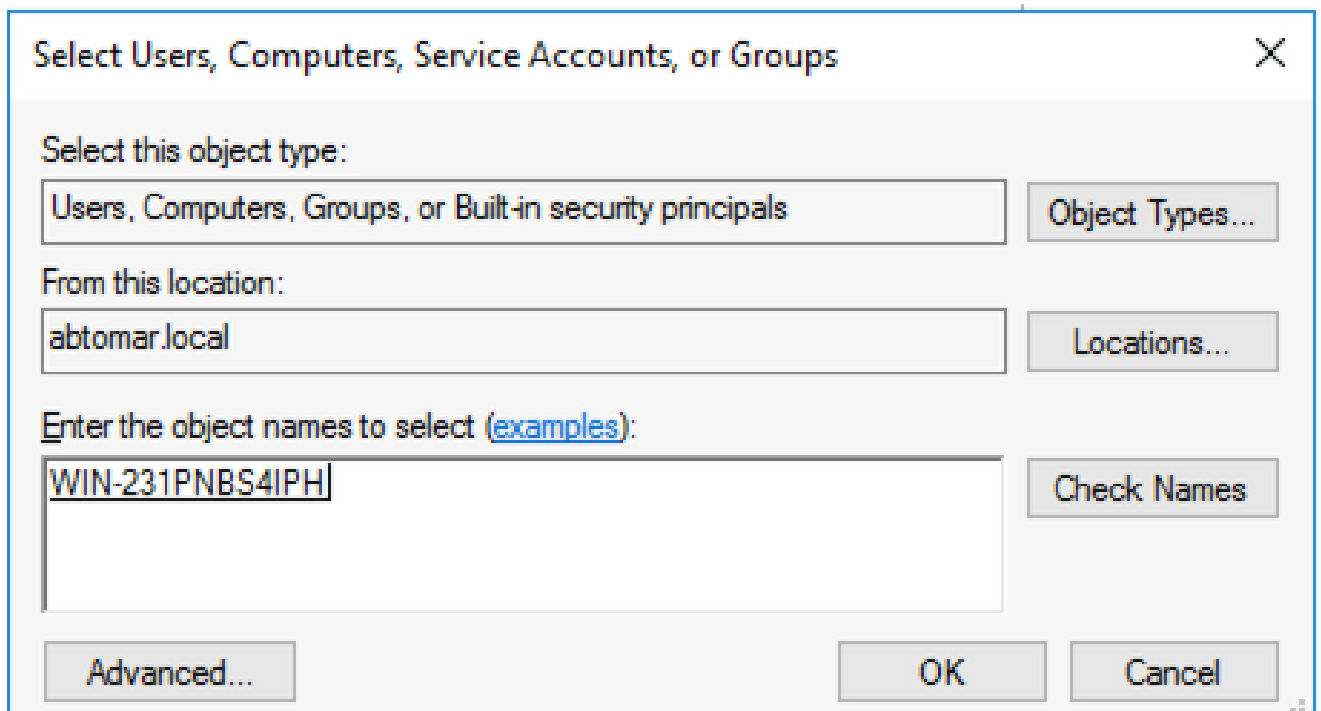 Select Users, Computers, Service Accounts, or Groups
Select this object type:
Users, Computers, Groups, or Built-in security principals
Object Types...
From this location:
abtomar.local
Locations...
Enter the object names to select (examples):
WIN-231PNBS4IPH
Check Names
Advanced...
OK
Cancel